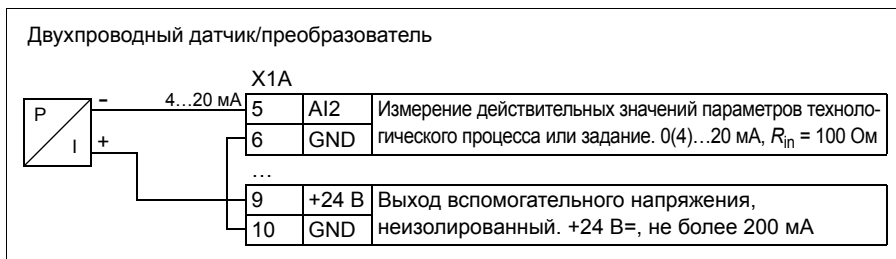 Двухпроводный датчик/преобразователь
X1A
P
I
-
+
4…20 мА
5 AI2 Измерение действительных значений параметров техноло-
6 GND гического процесса или задание. 0(4)…20 мА, Rin = 100 Ом
…
9 +24 В Выход вспомогательного напряжения,
10 GND неизолированный. +24 В=, не более 200 мА